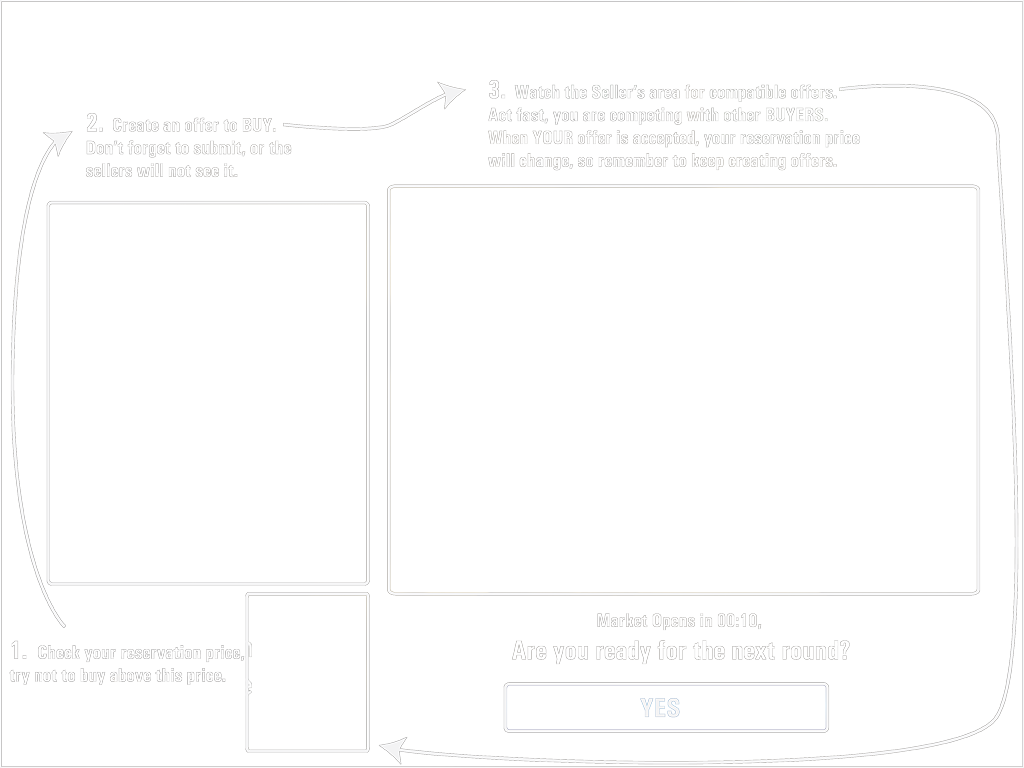 3. Watch the Seller's area for compatible offers.
Act fast, you are competing with other BUYERS.
When YOUR offer is accepted, your reservation price
will change, so remember to keep creating offers.
2. Create an offer to BUY.
Don't forget to submit, or the
sellers will not see it.
Market Opens in 00:10,
Are you ready for the next round?
YES
1. Check your reservation price,
try not to buy above this price.